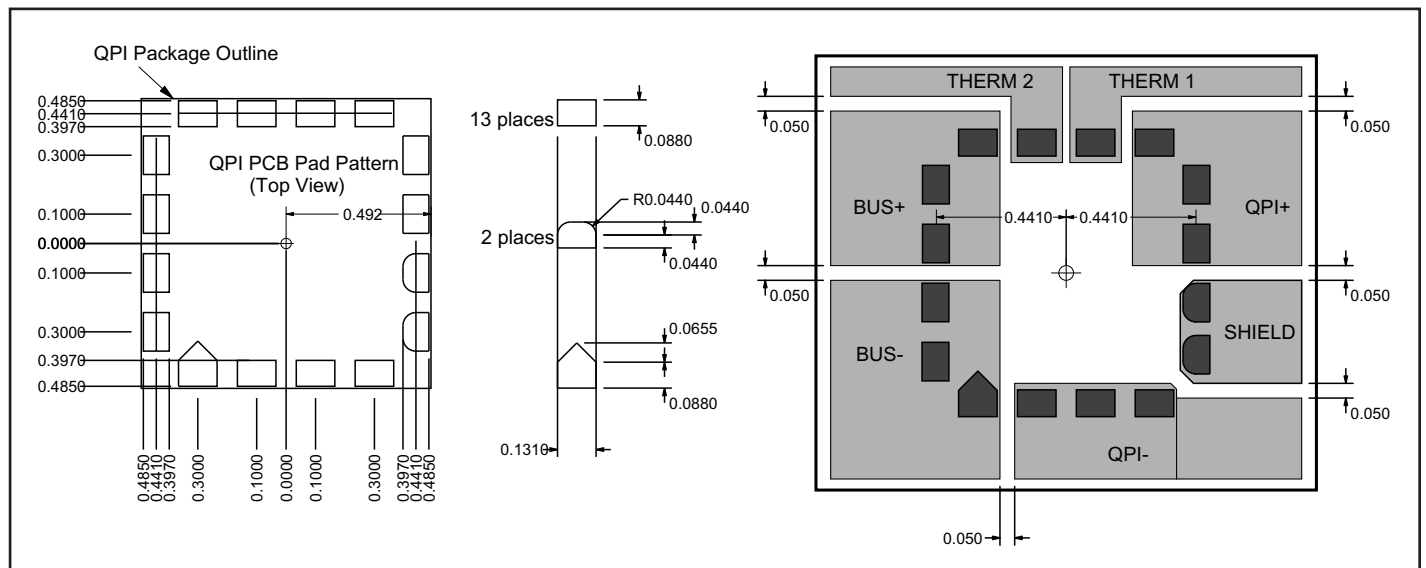 QPI Package Outline
0.4850
0.4410
0.3970
0.3000
0.1000
0.0000
0.1000
0.3000
0.3970
0.4850
QPI PCB Pad Pattern
(Top View)
0.492
0.4850
0.4410
0.3970
0.3000
0.1000
0.0000
0.1000
0.3000
0.3970
0.4410
0.4850
13 places
0.0880
R0.0440
0.0440
2 places
0.0440
0.0655
0.0880
0.1310
THERM 2
THERM 1
0.050
0.050
BUS+
0.4410
0.4410
QPI+
0.050
0.050
SHIELD
BUS-
0.050
QPI-
0.050